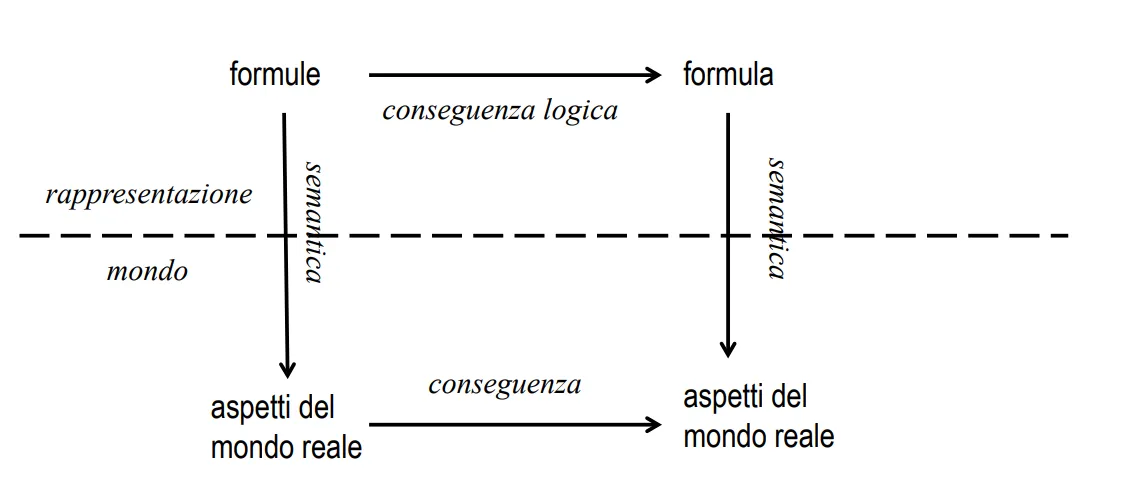 formule
formula
conseguenza logica
semantica
semantica
rappresentazione
mondo
conseguenza
aspetti del
mondo reale
aspetti del
mondo reale